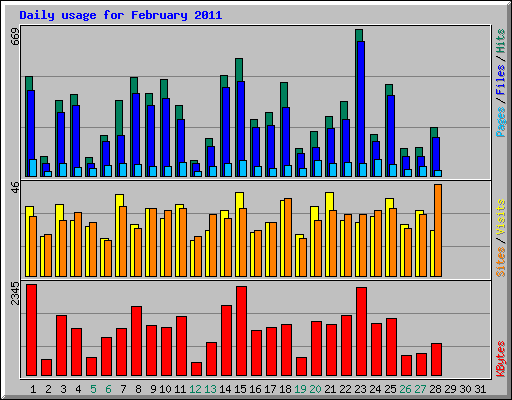 Daily usage for February 2011
669
Pages / Files / Hits
46
Sites / Visits
2345
KBytes
1 2 3 4 5 6 7 8 9 10 11 12 13 14 15 16 17 18 19 20 21 22 23 24 25 26 27 28 29 30 31